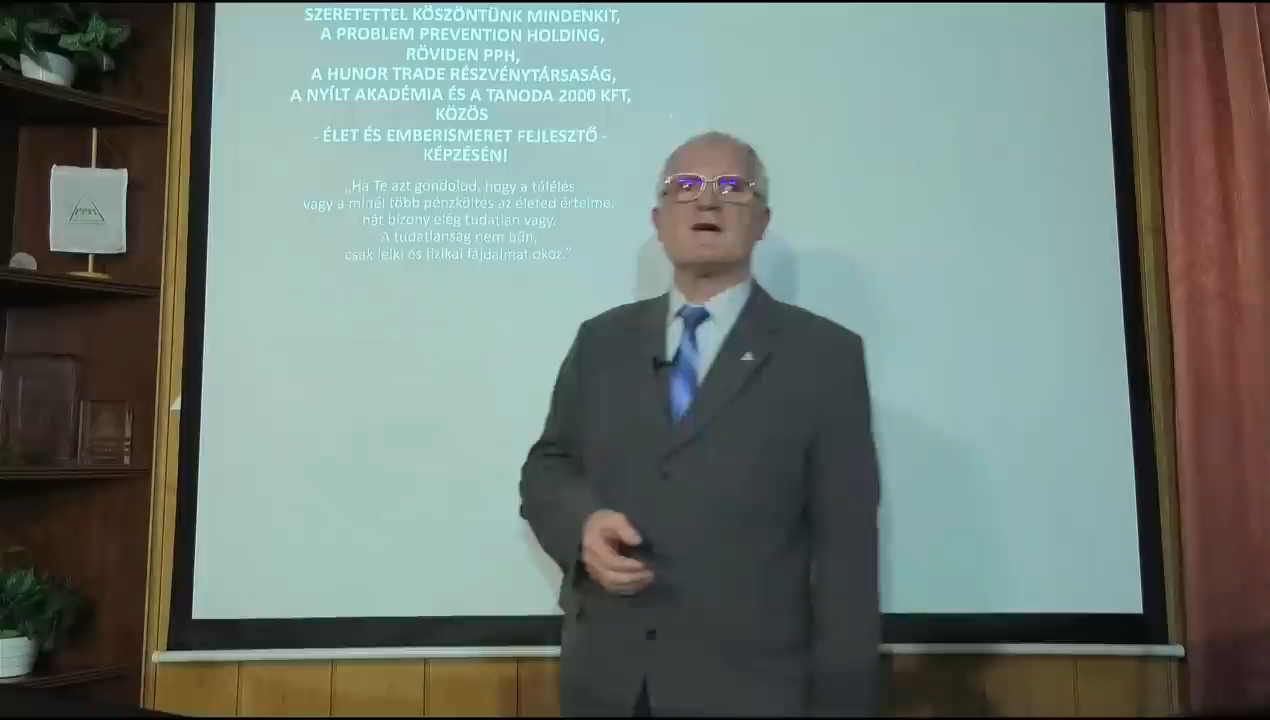 SZERETETTEL KÖSZÖNTÜNK MINDENKIT,
A PROBLEM PREVENTION HOLDING,
RÖVIDEN PPH,
A HUNOR TRADE RÉSZVÉNYTÁRSASÁG,
A NYÍLT AKADÉMIA ÉS A TANODA 2000 KFT,
KÖZÖS
- ÉLET ÉS EMBERISMERET FEJLESZTŐ -
KÉPZÉSÉN!
„Ha Te azt gondolod, hogy a túlélés
vagy a minél több pénzköltés az életed értelme,
hát bizony elég tudatlan vagy.
A tudatlanság nem bűn,
csak lelki és fizikai fájdalmat okoz.”